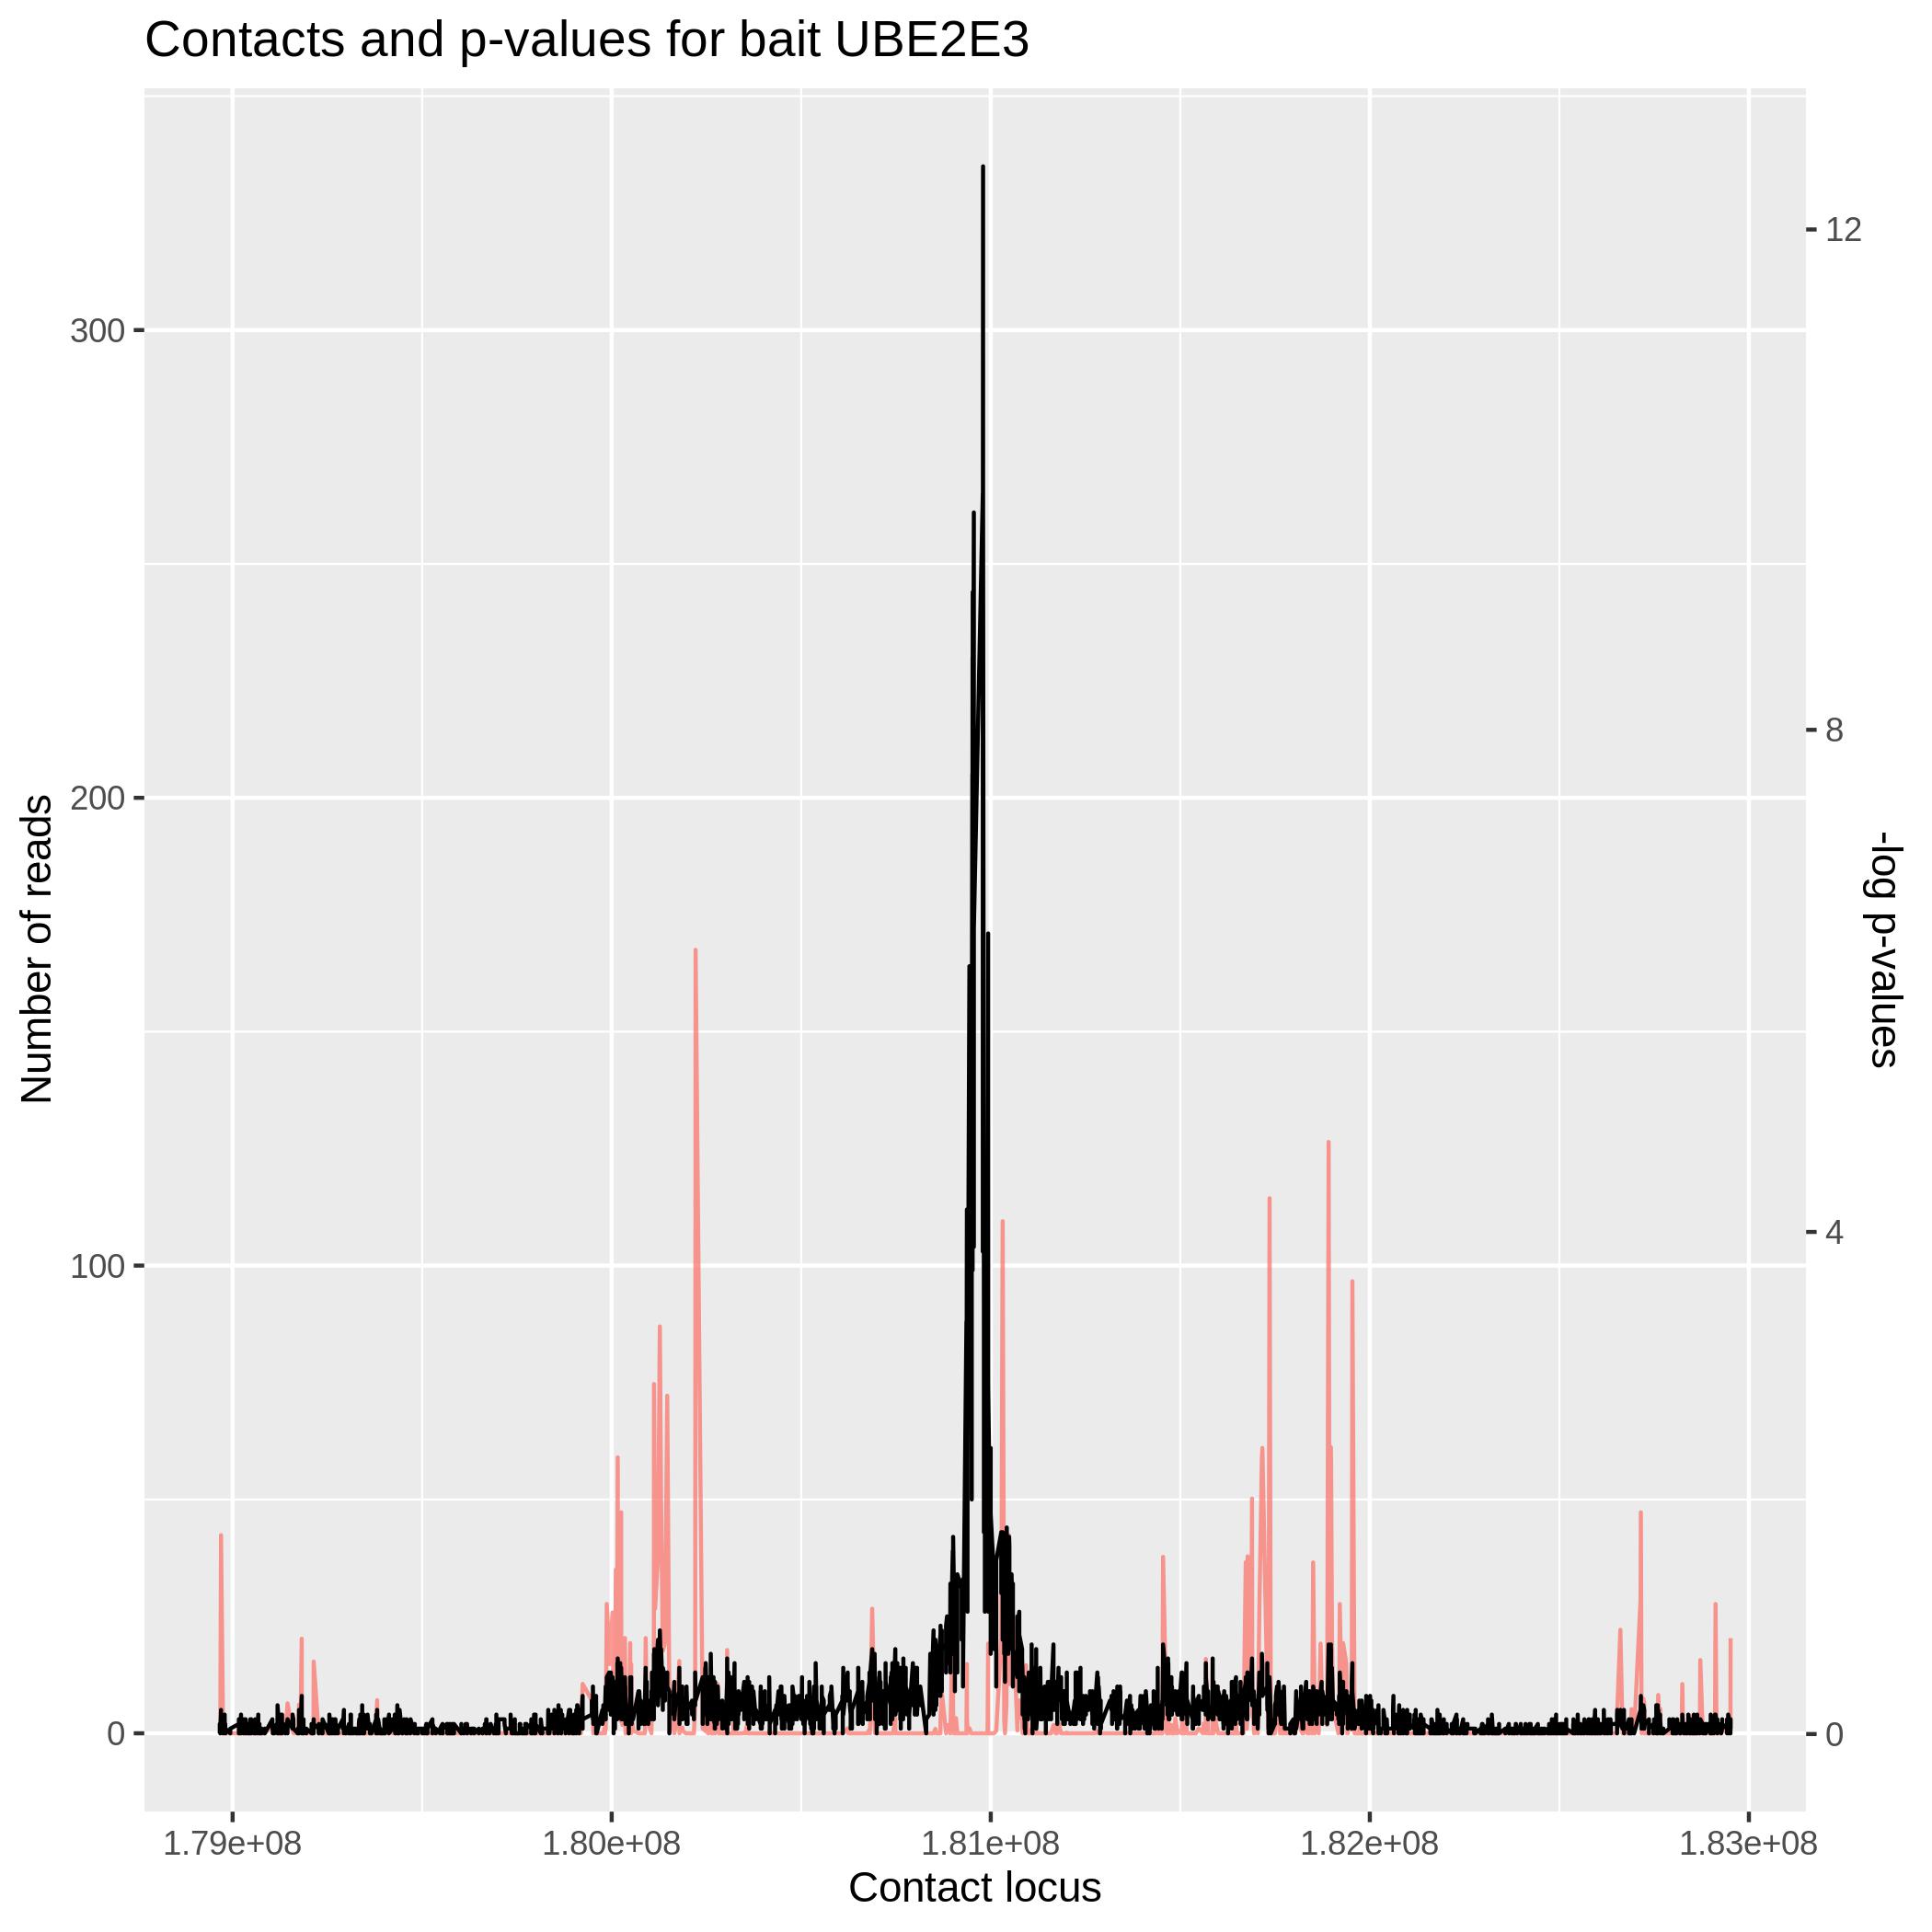 Contacts and p-values for bait UBE2E3
12
300
8
200
Number of reads
-log p-values
4
100
0
0
1.79e+08
1.80e+08
1.81e+08
1.82e+08
1.83e+08
Contact locus